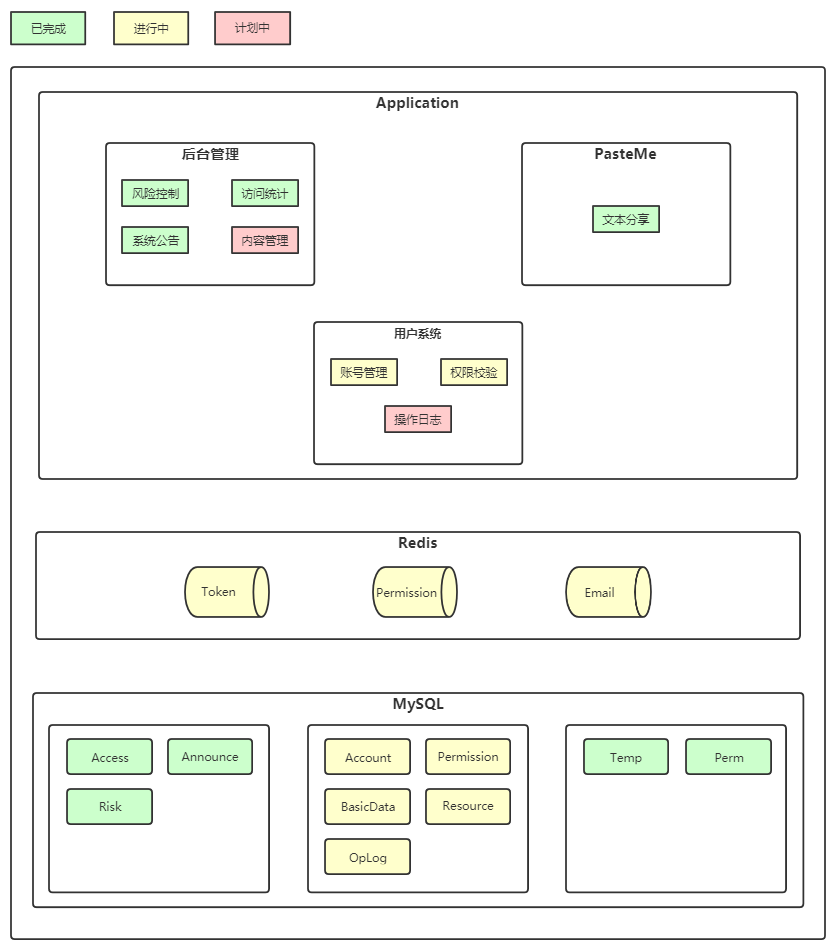 已完成
进行中
计划中
Application
后台管理
风险控制
访问统计
系统公告
内容管理
PasteMe
文本分享
用户系统
账号管理
权限校验
操作日志
Redis
Token
Permission
Email
MySQL
Access
Announce
Risk
Account
Permission
BasicData
Resource
OpLog
Temp
Perm